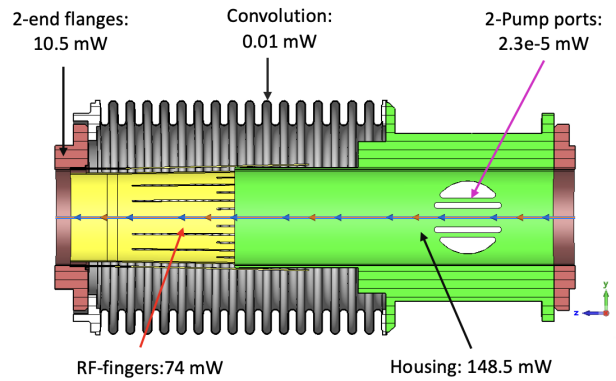 2-end flanges:
10.5 mW
Convolution:
0.01 mW
2-Pump ports:
2.3e-5 mW
y
z
RF-fingers:74 mW
Housing: 148.5 mW